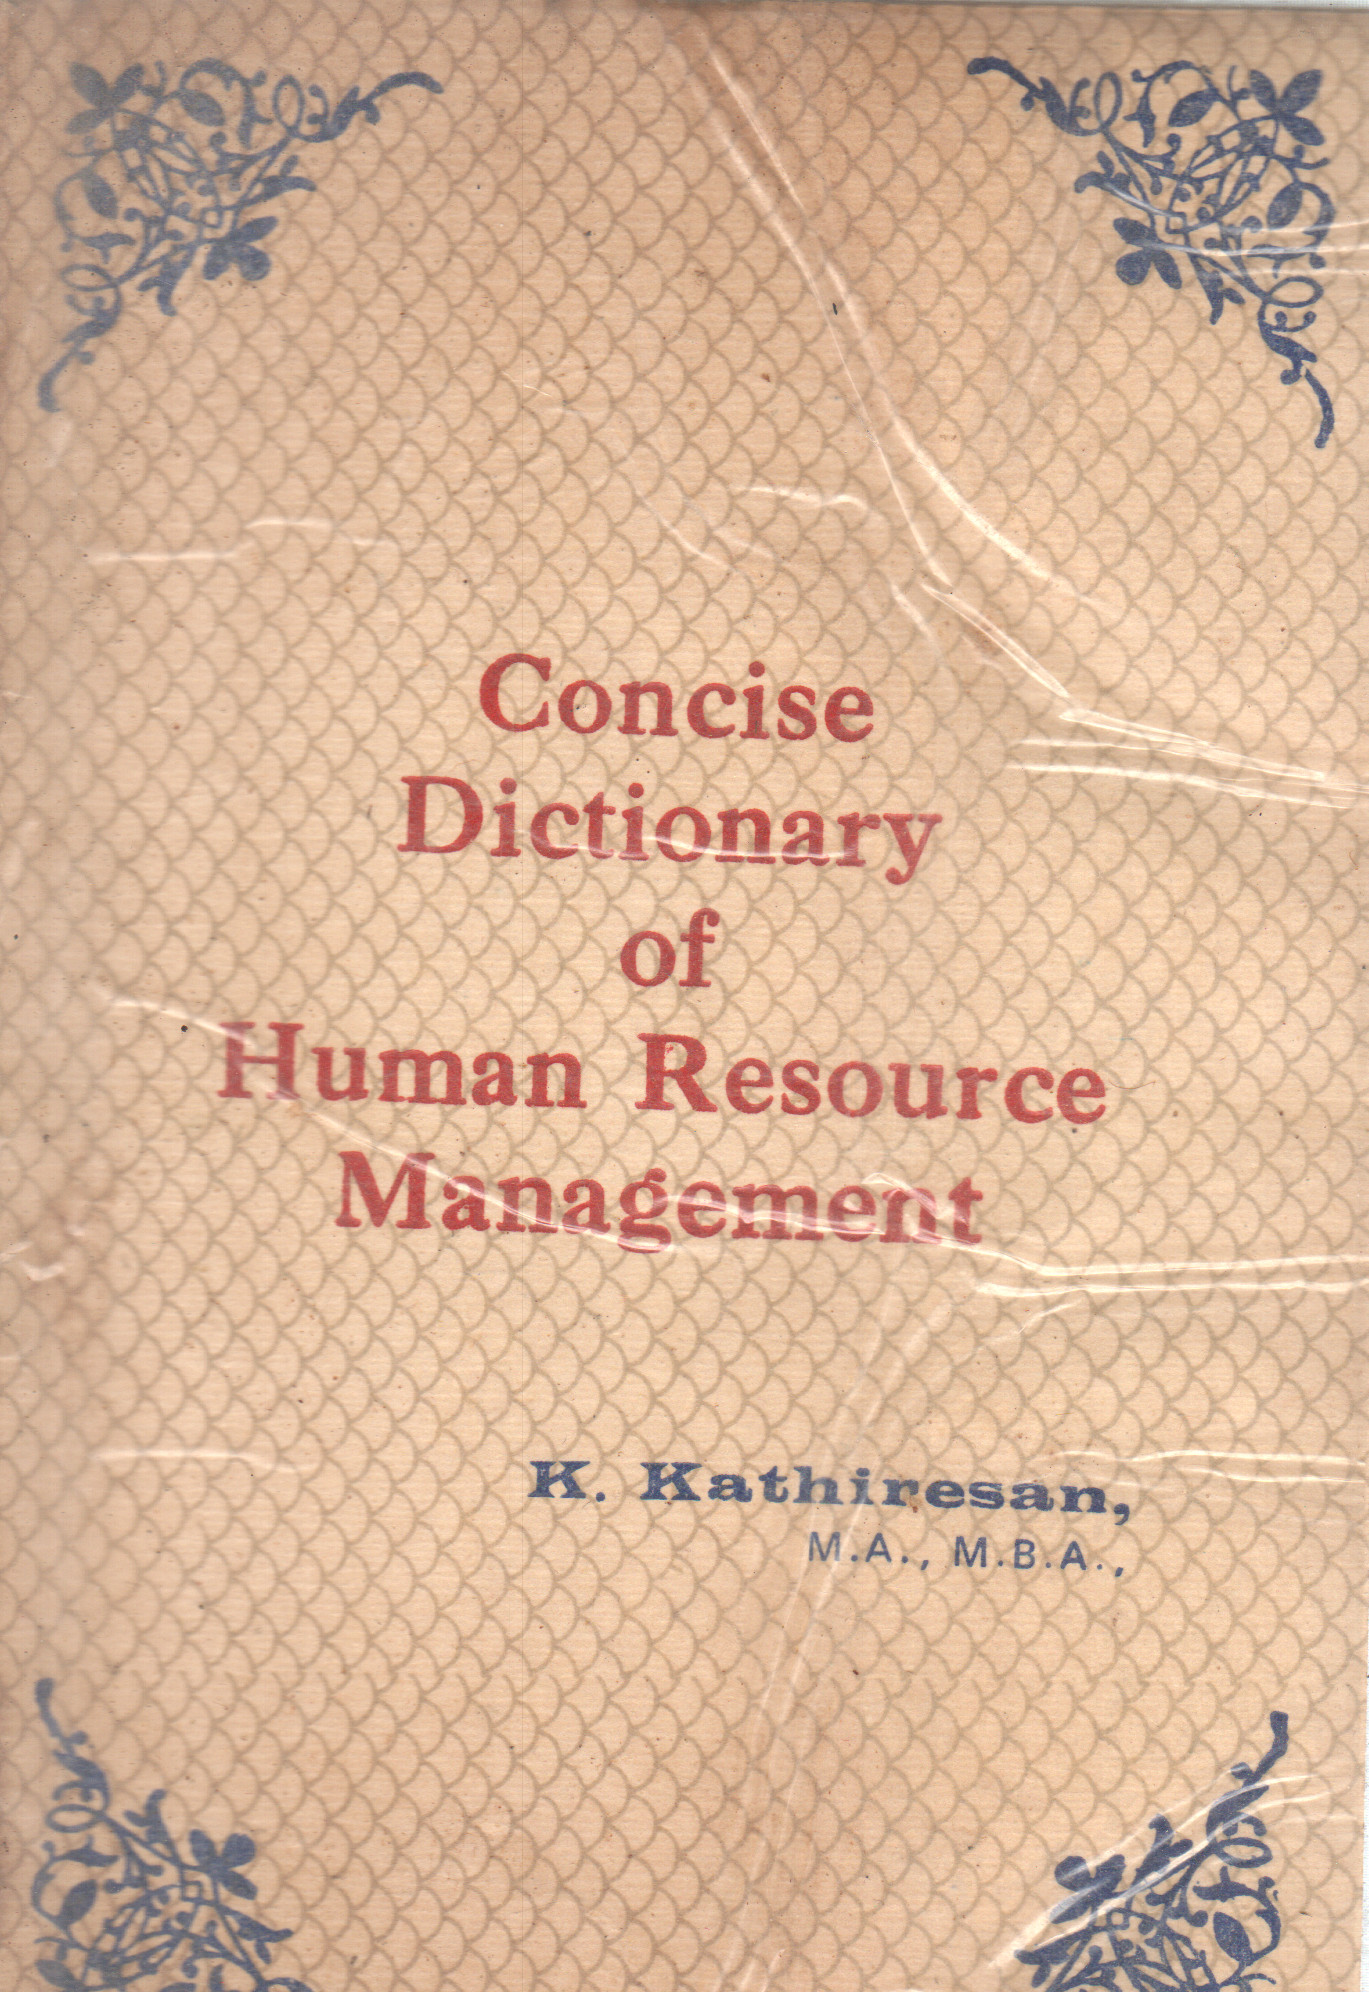 Concise
Dictionary
of
Human Resource
Management
K. Kathiresan,
M.A., M.B.A.,